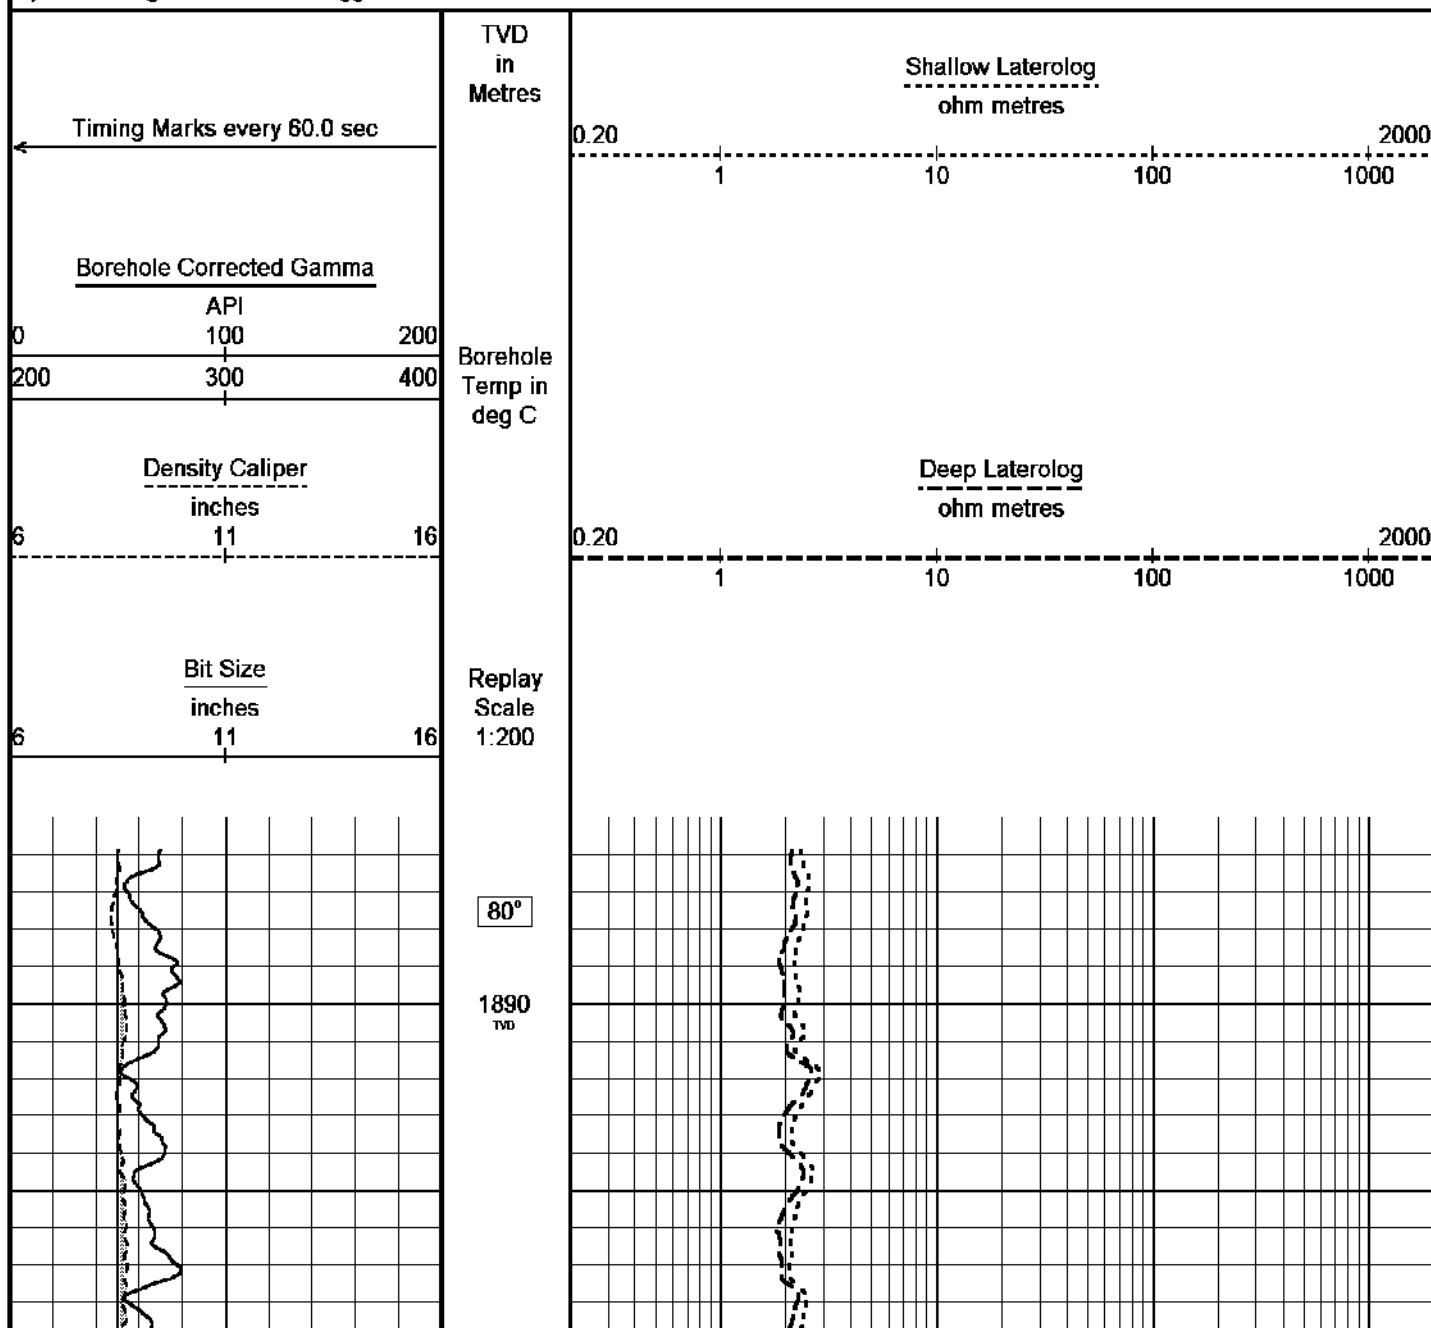 TVD
in
Metres
Shallow Laterolog
ohm metres
0.20 2000
1 10 100 1000
Timing Marks every 60.0 sec
Borehole Corrected Gamma
API
0 100 200
200 300 400
Borehole
Temp in
deg C
Density Caliper
inches
6 11 16
Deep Laterolog
ohm metres
0.20 2000
1 10 100 1000
Bit Size
inches
6 11 16
Replay
Scale
1:200
80°
1890
TVD